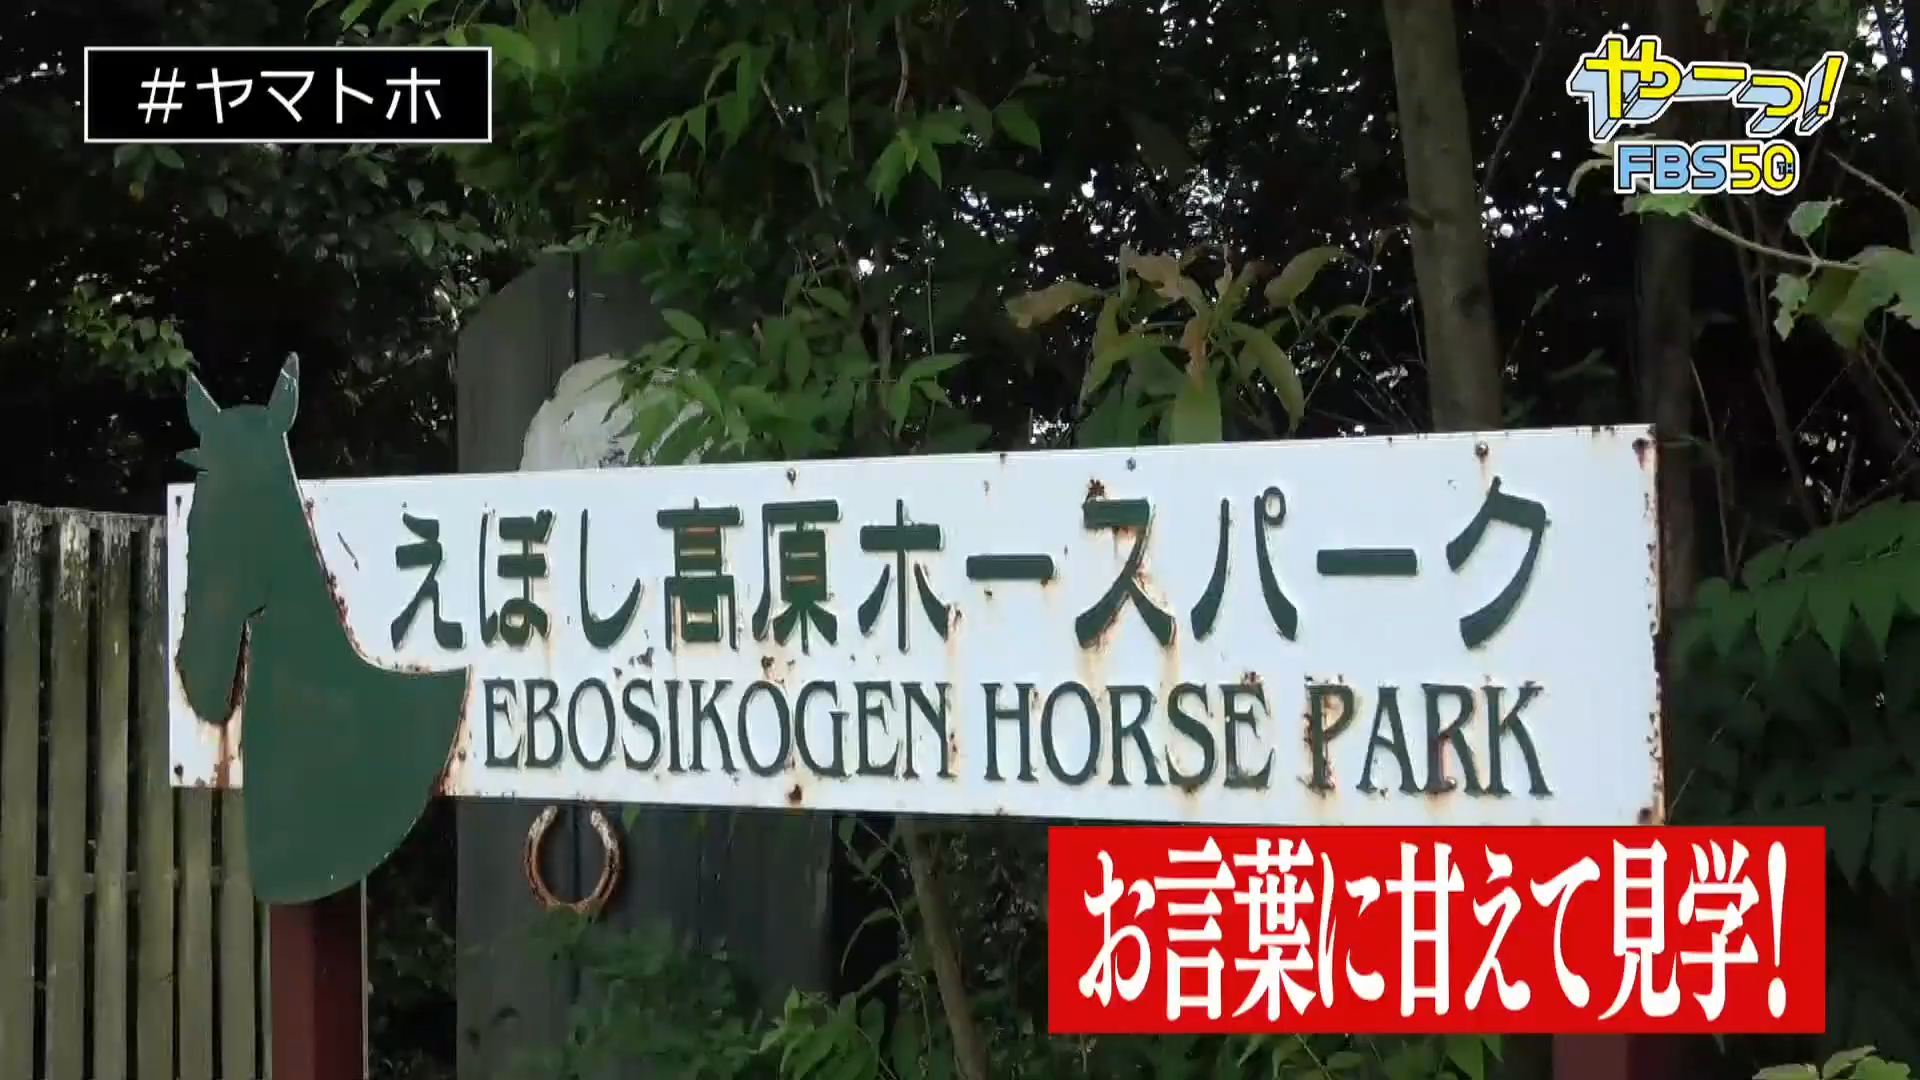 #ヤマトホ
やーっ!
FBS50TH
えぼし高原ホースパーク
EBOSIKOGEN HORSE PARK
お言葉に甘えて見学!